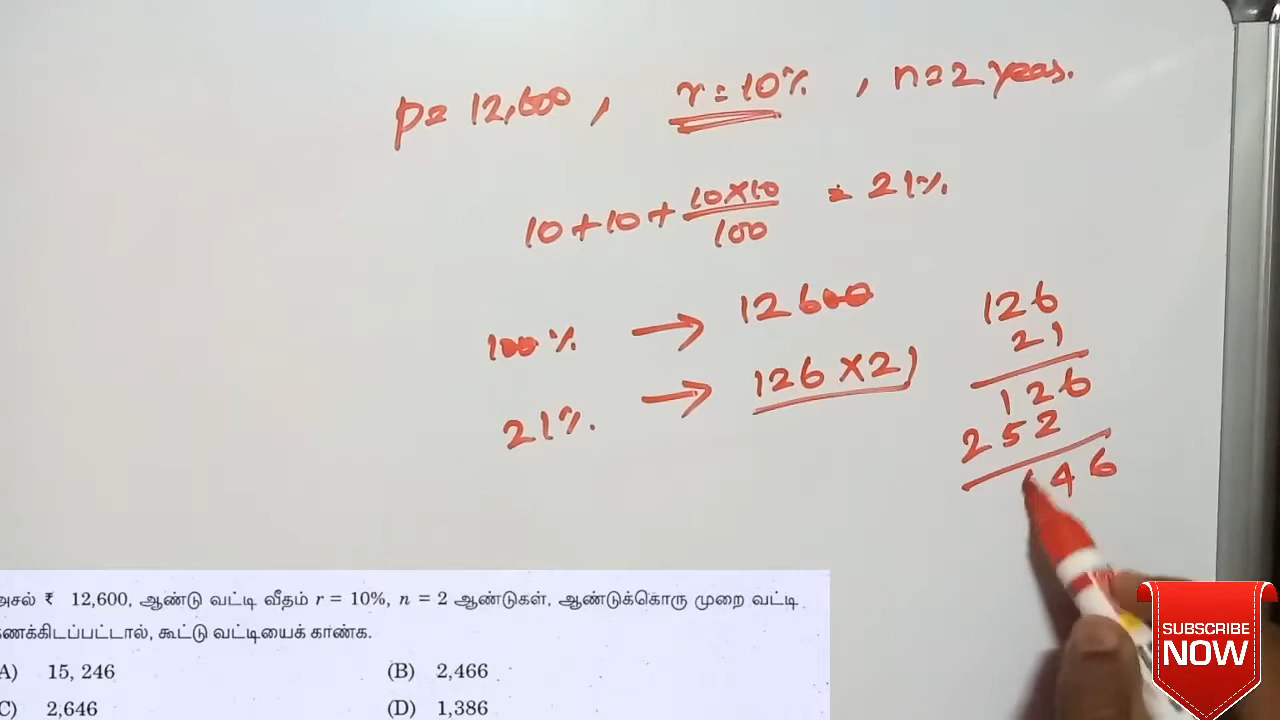 p= 12,600 , r = 10% , n = 2 years.
10 + 10 + 10×10/100 = 21%
100% → 12600
21% → 126 × 21
126
21
126
252
46
அசல் ₹ 12,600, ஆண்டு வட்டி வீதம் r = 10%, n = 2 ஆண்டுகள், ஆண்டுக்கொரு முறை வட்டி
கணக்கிடப்பட்டால், கூட்டு வட்டியைக் காண்க.
A) 15, 246 (B) 2,466
C) 2,646 (D) 1,386
SUBSCRIBE
NOW